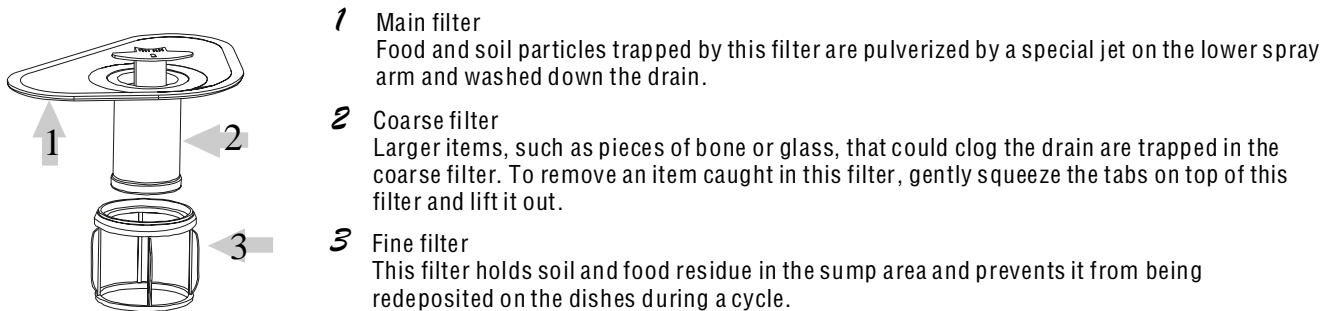 1 Main filter
Food and soil particles trapped by this filter are pulverized by a special jet on the lower spray
arm and washed down the drain.
2 Coarse filter
Larger items, such as pieces of bone or glass, that could clog the drain are trapped in the
coarse filter. To remove an item caught in this filter, gently squeeze the tabs on top of this
filter and lift it out.
3 Fine filter
This filter holds soil and food residue in the sump area and prevents it from being
redeposited on the dishes during a cycle.
1
2
3